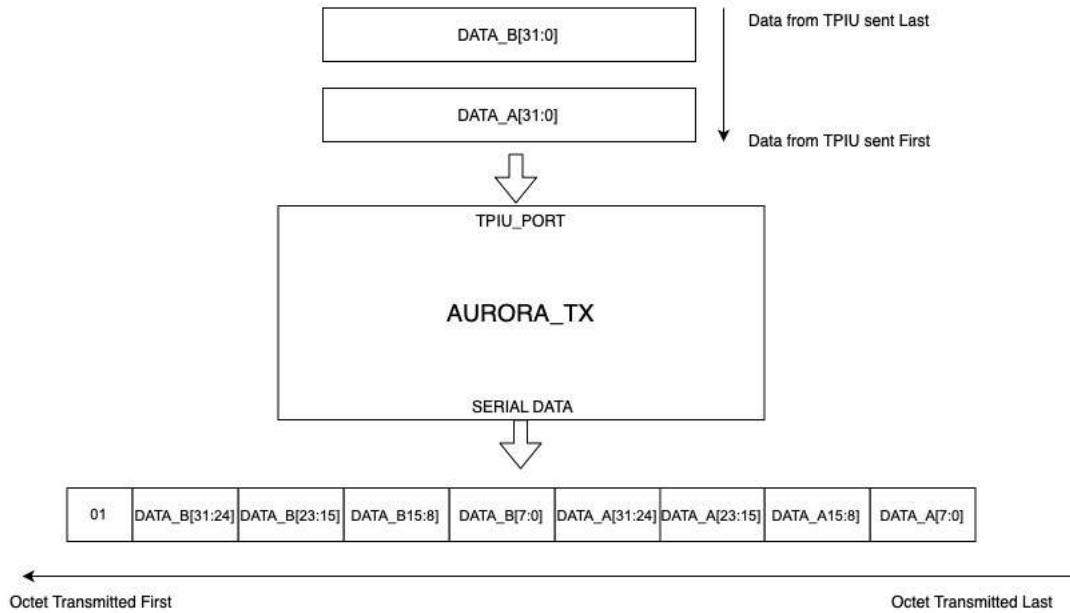 DATA_B[31:0]
Data from TPIU sent Last
DATA_A[31:0]
Data from TPIU sent First
TPIU_PORT
AURORA_TX
SERIAL DATA
01 DATA_B[31:24] DATA_B[23:15] DATA_B15:8] DATA_B[7:0] DATA_A[31:24] DATA_A[23:15] DATA_A15:8] DATA_A[7:0]
Octet Transmitted First Octet Transmitted Last